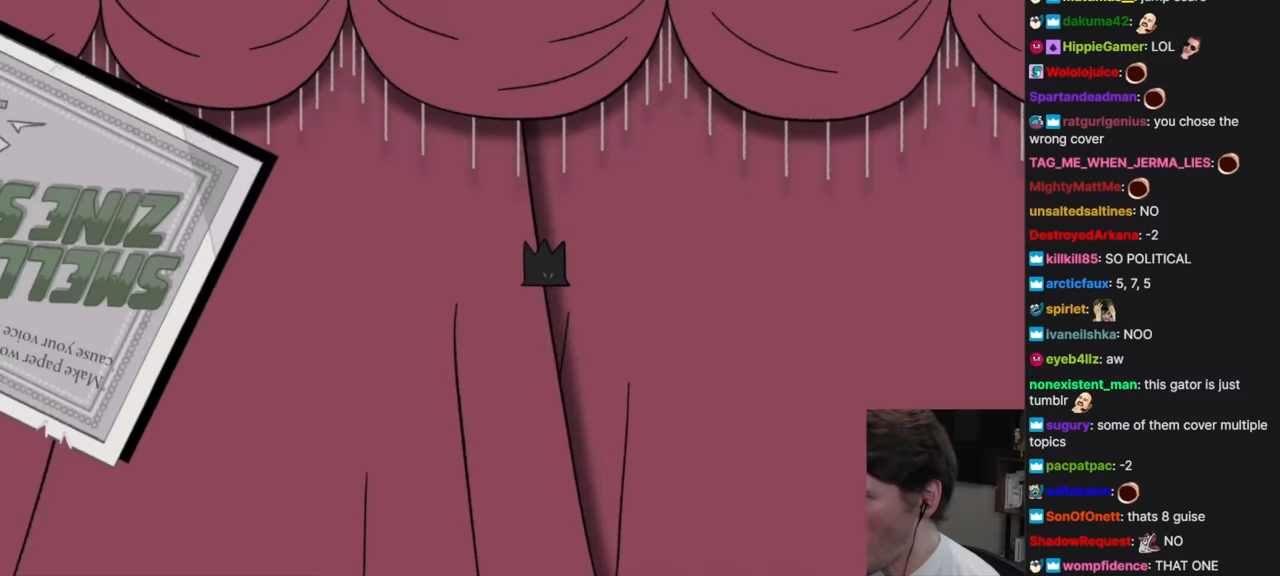 ZINE S
SMELL
Make paper wo
cause your voice
dakuma42:
HippieGamer: LOL
Wololojuice:
Spartandeadman:
ratgurlgenius: you chose the
wrong cover
TAG_ME_WHEN_JERMA_LIES:
MIghtyMattMe:
unsaltedsaltines: NO
DestroyedArkana: -2
killkill85: SO POLITICAL
arcticfaux: 5, 7, 5
spirlet:
ivaneilshka: NOO
eyeb4llz: aw
nonexistent_man: this gator is just
tumblr
sugury: some of them cover multiple
topics
pacpatpac: -2
SonOfOnett: thats 8 guise
ShadowRequest: NO
wompfidence: THAT ONE